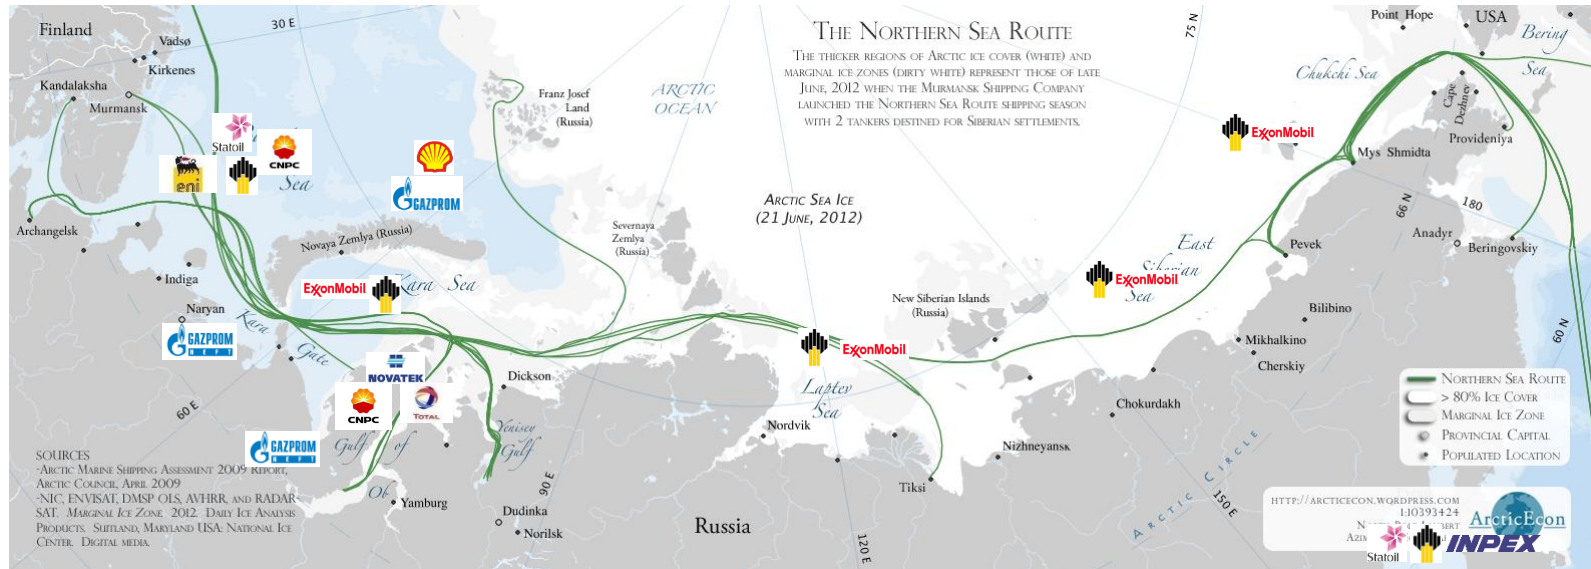 THE NORTHERN SEA ROUTE
THE THICKER REGIONS OF ARCTIC ICE COVER (WHITE) AND
MARGINAL ICE ZONES (DIRTY WHITE) REPRESENT THOSE OF LATE
JUNE, 2012 WHEN THE MURMANSK SHIPPING COMPANY
LAUNCHED THE NORTHERN SEA ROUTE SHIPPING SEASON
WITH 2 TANKERS DESTINED FOR SIBERIAN SETTLEMENTS.
Finland
Vadsø
Kirkenes
Kandalaksha
Murmansk
30 E
Statoil
CNPC
eni
Sea
GAZPROM
Franz Josef
Land
(Russia)
ARCTIC
OCEAN
75 N
Point Hope
USA
Bering
Sea
Chukchi Sea
Cape
Dezhnev
Provideniya
ExxonMobil
Mys Shmidta
ARCTIC SEA ICE
(21 JUNE, 2012)
66 N
180
Anadyr
Beringovskiy
Archangelsk
Indiga
Naryan
Novaya Zemlya (Russia)
Severnaya
Zemlya
(Russia)
ExxonMobil
Kara Sea
East
Siberian
Sea
ExxonMobil
Pevek
New Siberian Islands
(Russia)
Bilibino
Mikhalkino
Cherskiy
60 N
Kara
Gate
GAZPROM
NEFT
ExxonMobil
NOVATEK
CNPC
TOTAL
Dickson
Laptev
Sea
Chokurdakh
60 E
GAZPROM
NEFT
Gulf of
Ob
Yenisey
Gulf
Nordvik
Nizhneyansk
Tiksi
Yamburg
90 E
Dudinka
Norilsk
Russia
120 E
150 E
ARCTIC CIRCLE
NORTHERN SEA ROUTE
> 80% ICE COVER
MARGINAL ICE ZONE
PROVINCIAL CAPITAL
POPULATED LOCATION
SOURCES
-ARCTIC MARINE SHIPPING ASSESSMENT 2009 REPORT,
ARCTIC COUNCIL, APRIL 2009
-NIC, ENVISAT, DMSP OLS, AVHRR, AND RADAR-
SAT. MARGINAL ICE ZONE. 2012. DAILY ICE ANALYSIS
PRODUCTS. SUITLAND, MARYLAND USA: NATIONAL ICE
CENTER. DIGITAL MEDIA.
HTTP://ARCTICECON.WORDPRESS.COM
1:10393424
ArcticEcon
Statoil
INPEX